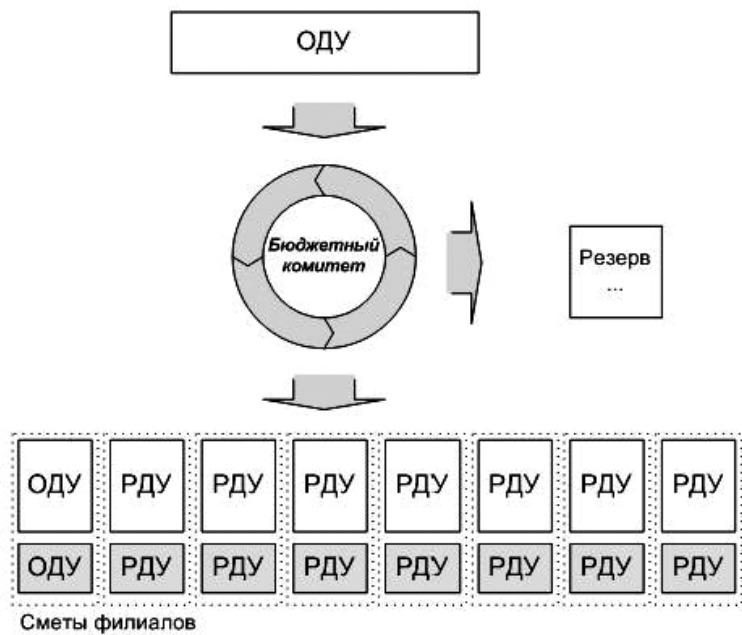 ОДУ
Бюджетный
комитет
Резерв
...
ОДУ РДУ РДУ РДУ РДУ РДУ РДУ РДУ
ОДУ РДУ РДУ РДУ РДУ РДУ РДУ РДУ
Сметы филиалов